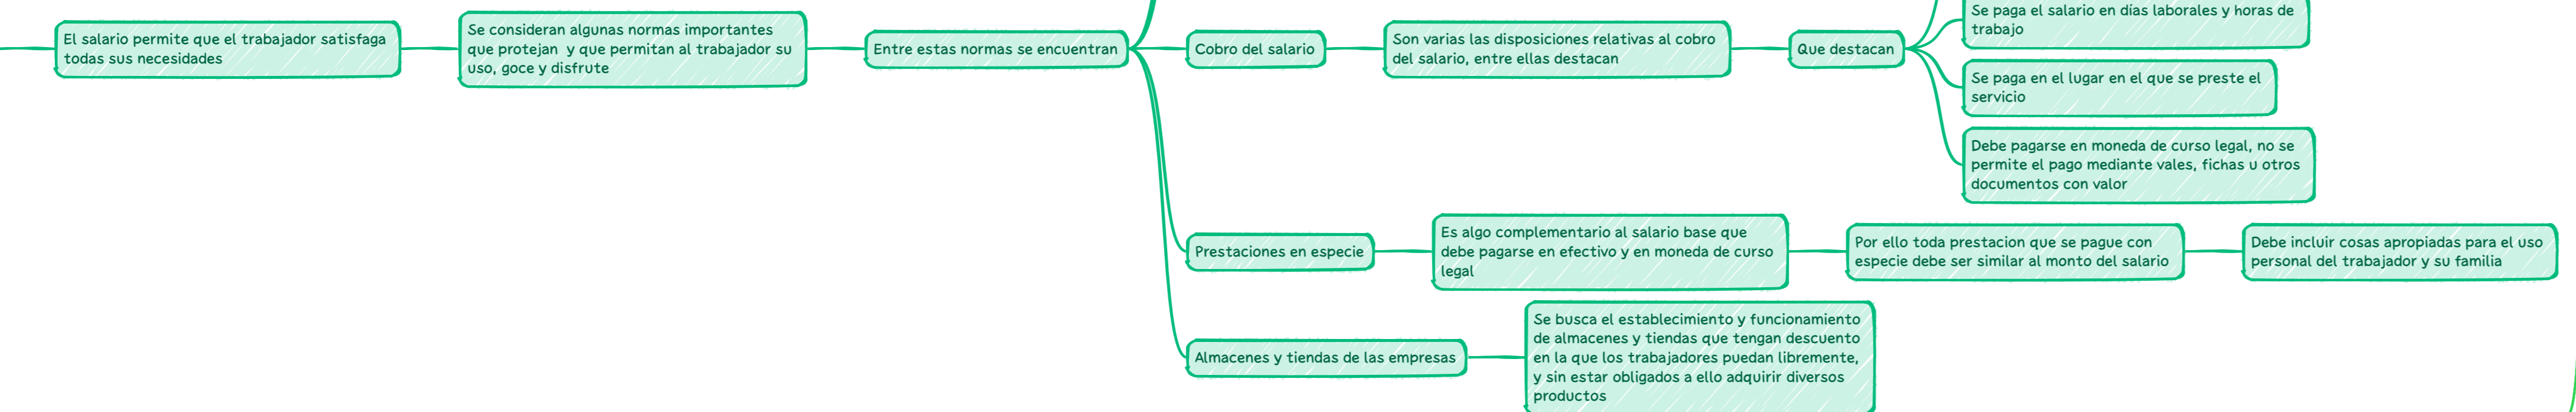 El salario permite que el trabajador satisfaga
todas sus necesidades
Se consideran algunas normas importantes
que protejan  y que permitan al trabajador su
uso, goce y disfrute
Entre estas normas se encuentran
Cobro del salario
Son varias las disposiciones relativas al cobro
del salario, entre ellas destacan
Que destacan
Se paga el salario en días laborales y horas de
trabajo
Se paga en el lugar en el que se preste el
servicio
Debe pagarse en moneda de curso legal, no se
permite el pago mediante vales, fichas u otros
documentos con valor
Prestaciones en especie
Es algo complementario al salario base que
debe pagarse en efectivo y en moneda de curso
legal
Por ello toda prestacion que se pague con
especie debe ser similar al monto del salario
Debe incluir cosas apropiadas para el uso
personal del trabajador y su familia
Almacenes y tiendas de las empresas
Se busca el establecimiento y funcionamiento
de almacenes y tiendas que tengan descuento
en la que los trabajadores puedan libremente,
y sin estar obligados a ello adquirir diversos
productos